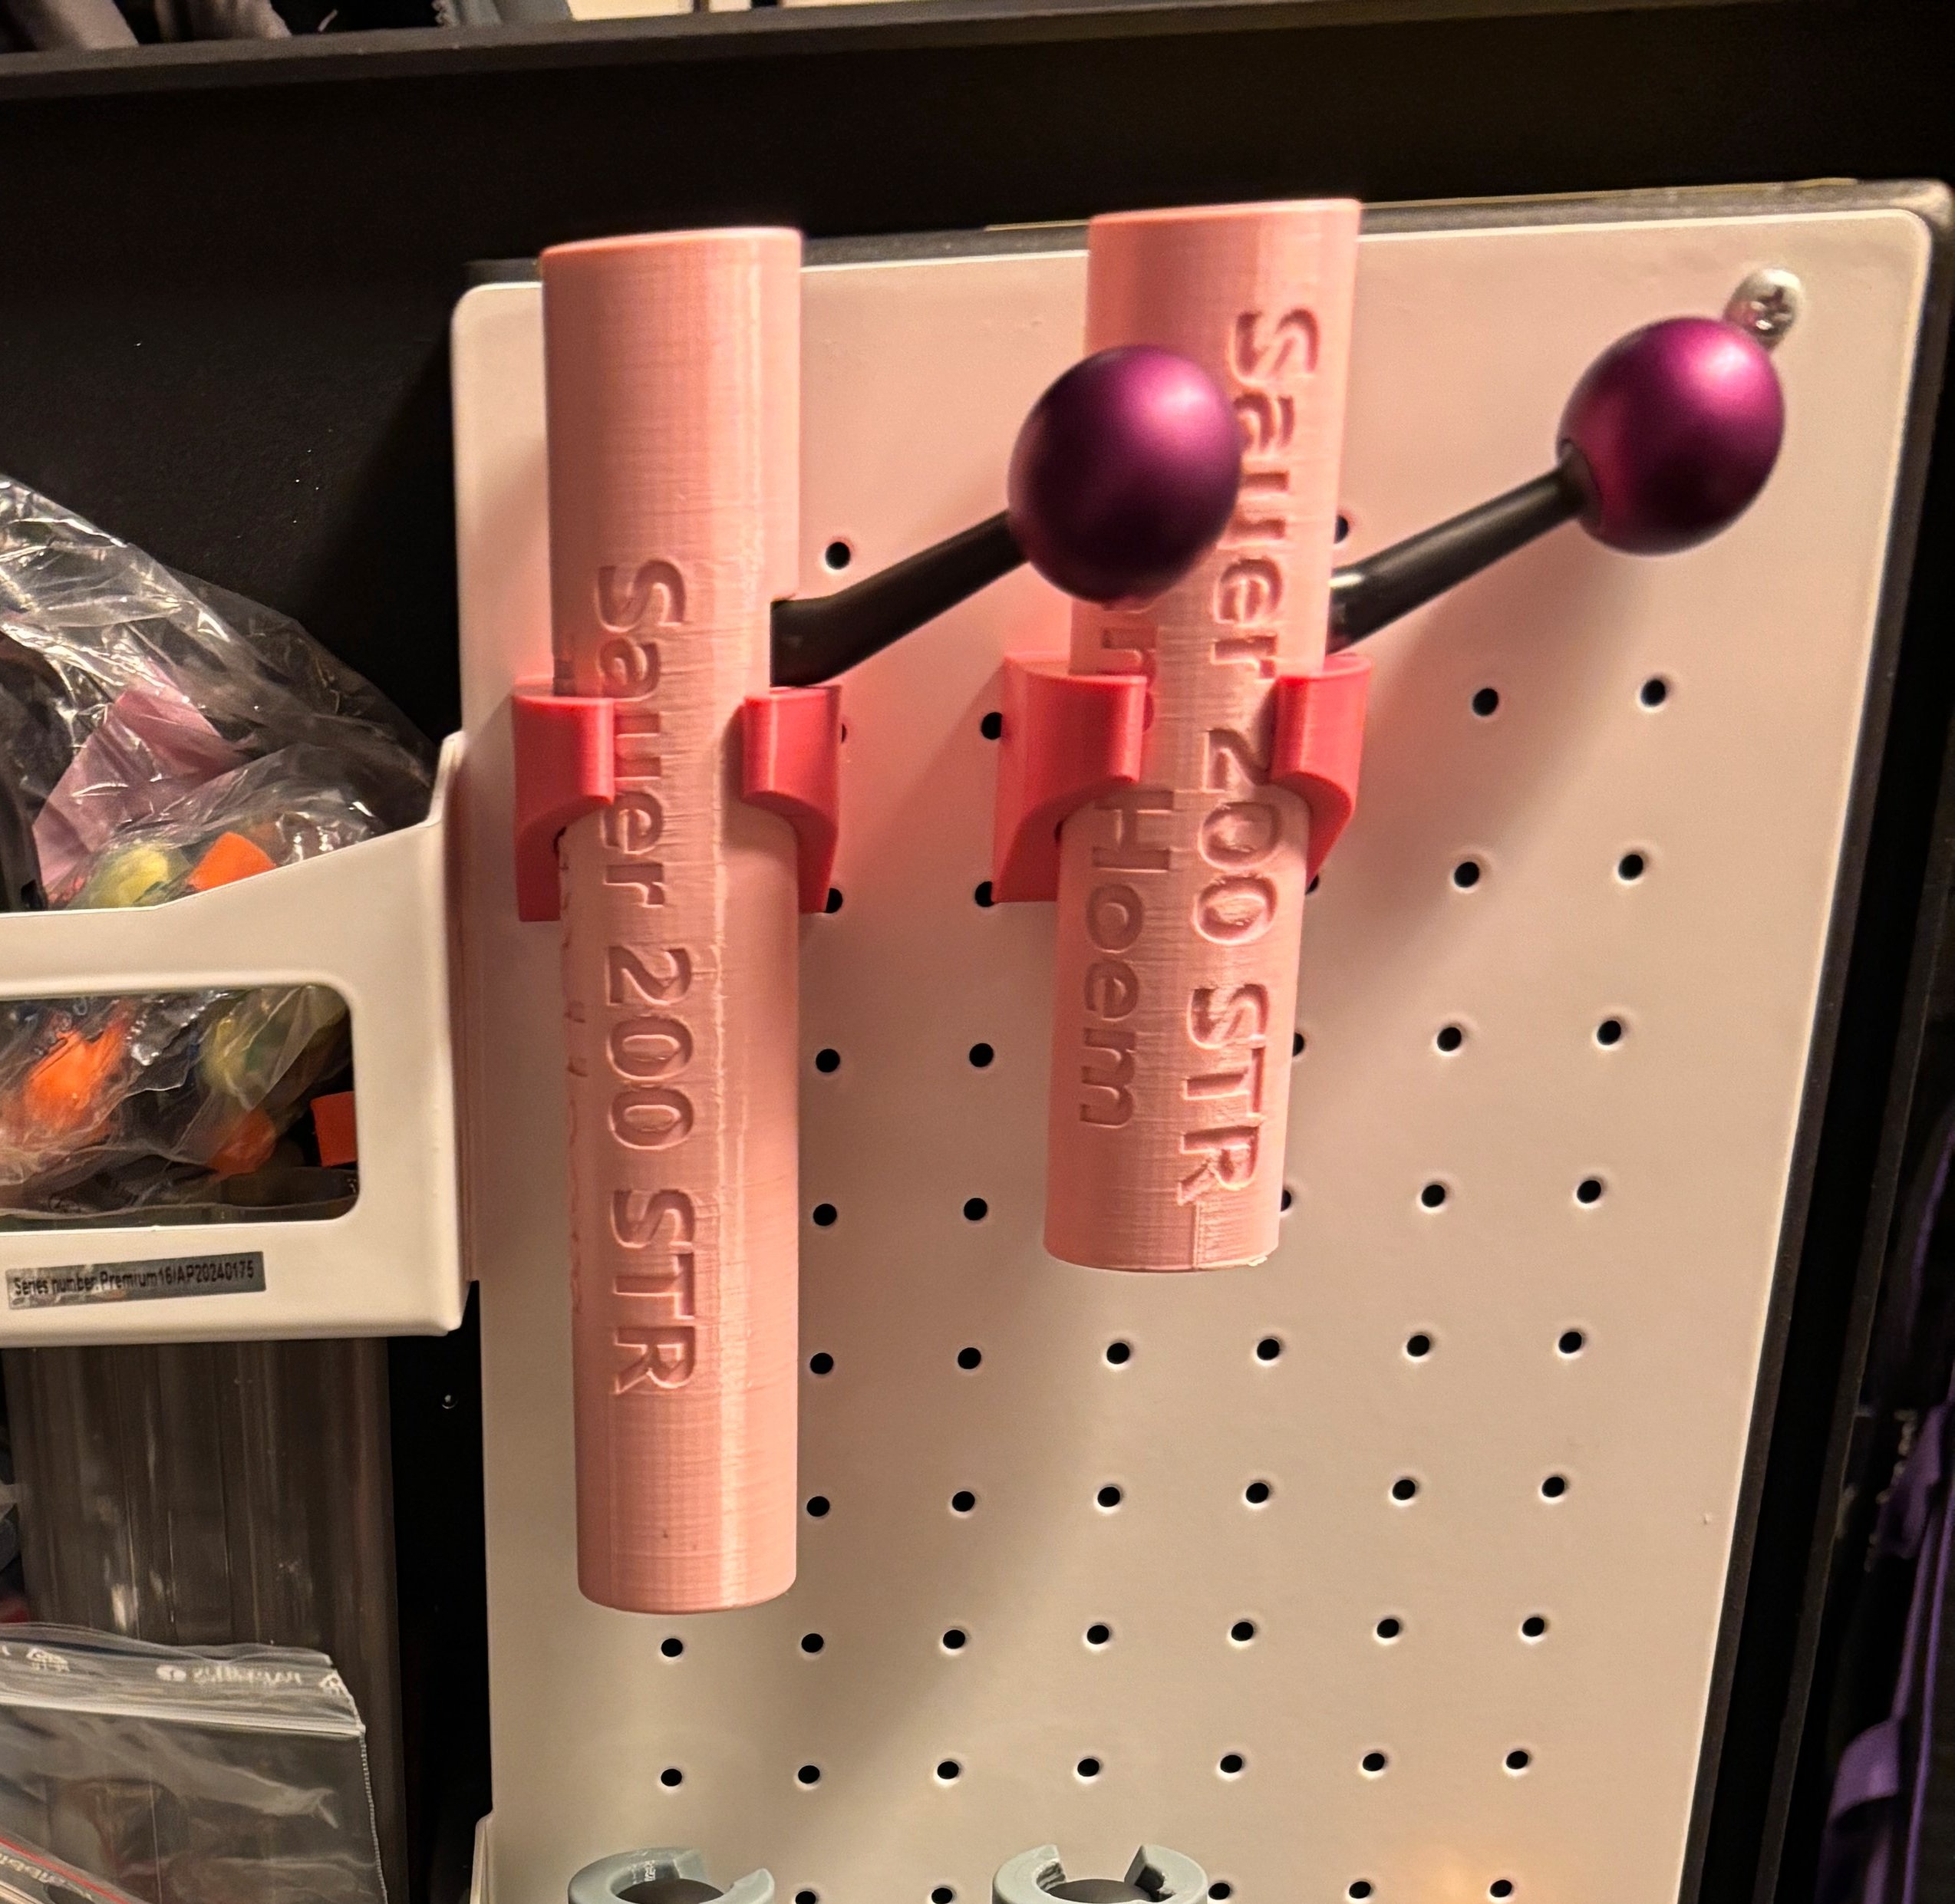 Sauer 200 STR
Sauer 200 STR
Hoem
Series number:Premium16/AP20240175